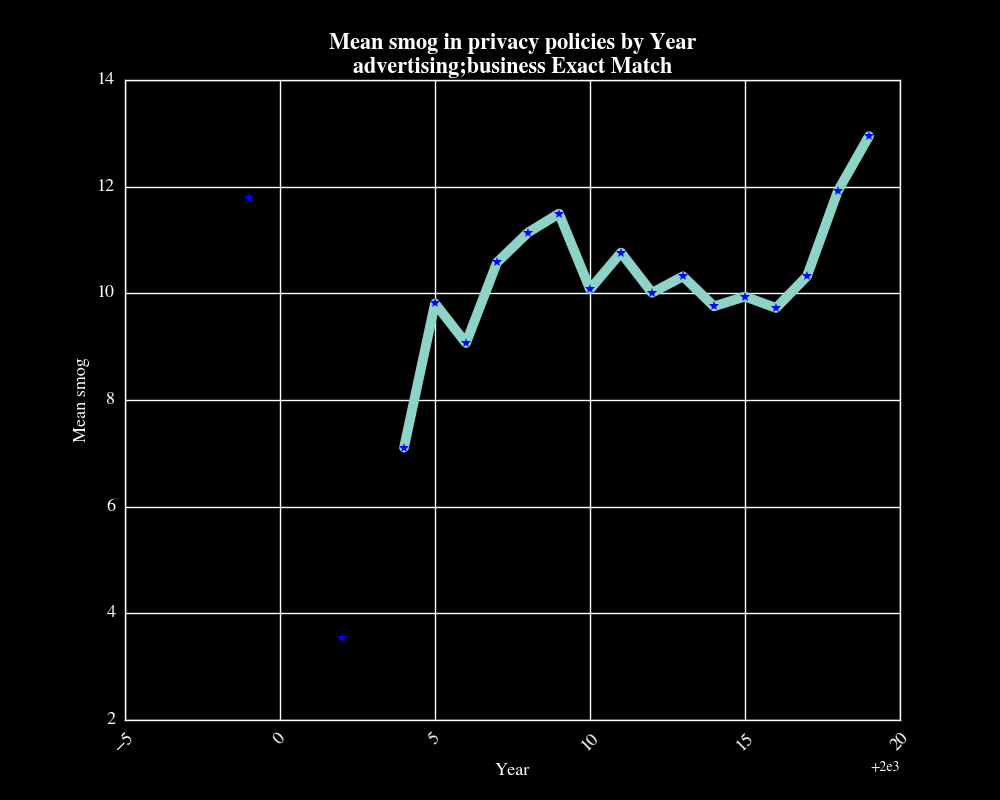 Mean smog in privacy policies by Year
advertising;business Exact Match
14
12
10
8
6
4
2
Mean smog
−5
0
5
10
15
20
Year
+2e3